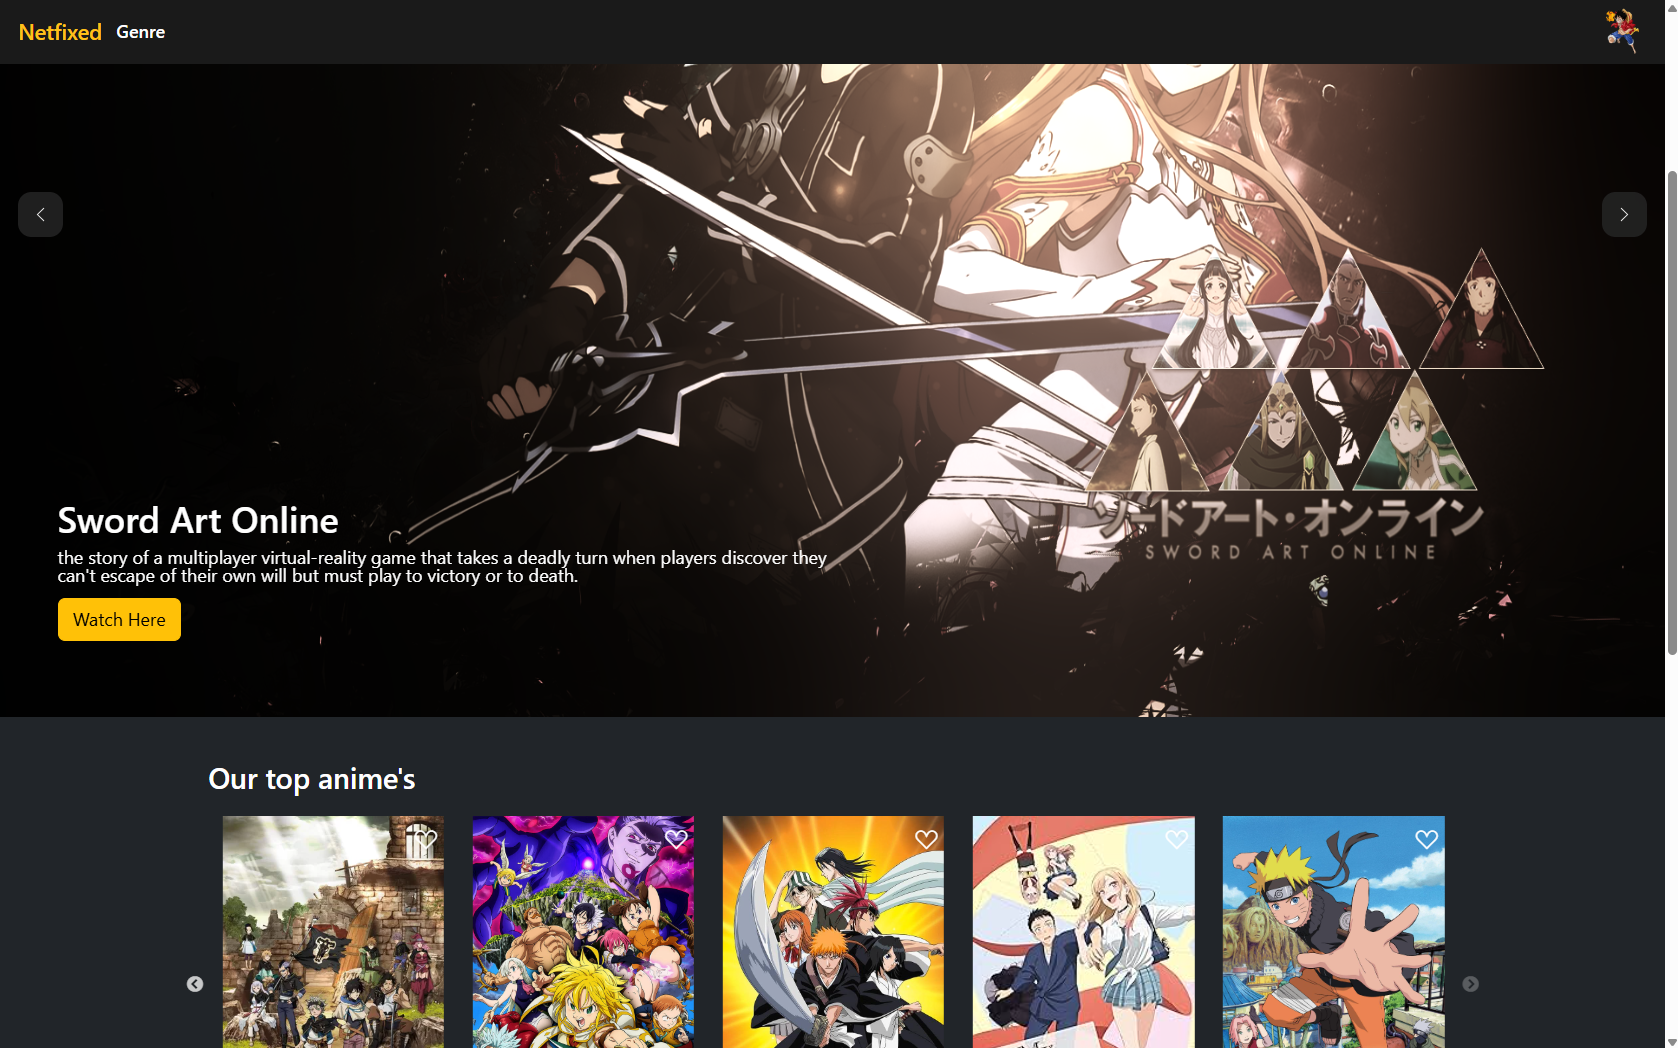 Netfixed Genre
ソードアート・オンライン
SWORD ART ONLINE
Sword Art Online
the story of a multiplayer virtual-reality game that takes a deadly turn when players discover they
can't escape of their own will but must play to victory or to death.
Watch Here
Our top anime's